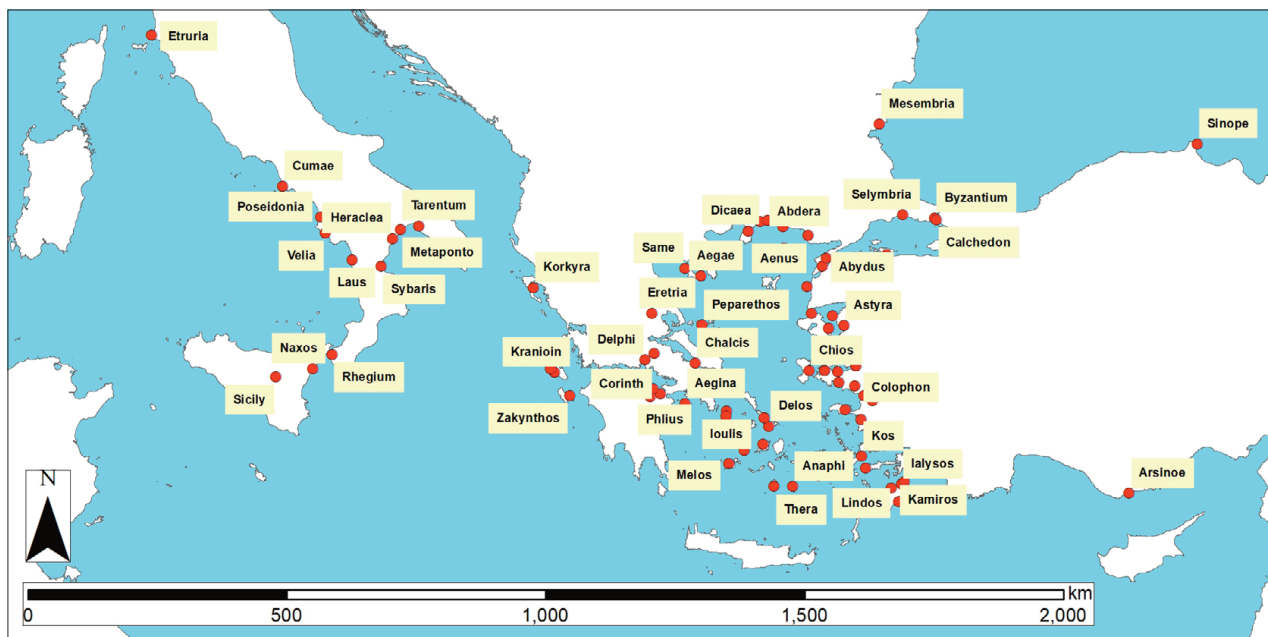 Etruria
Mesembria
Sinope
Cumae
Poseidonia
Heraclea
Tarentum
Selymbria
Byzantium
Dicaea
Abdera
Velia
Metaponto
Calchedon
Same
Aegae
Aenus
Abydus
Laus
Sybaris
Korkyra
Eretria
Peparethos
Astyra
Naxos
Delphi
Chalcis
Kranioin
Chios
Rhegium
Sicily
Corinth
Aegina
Colophon
Zakynthos
Phlius
Delos
Ioulis
Kos
Melos
Anaphi
Ialysos
Arsinoe
Thera
Lindos
Kamiros
N
km
0
500
1,000
1,500
2,000